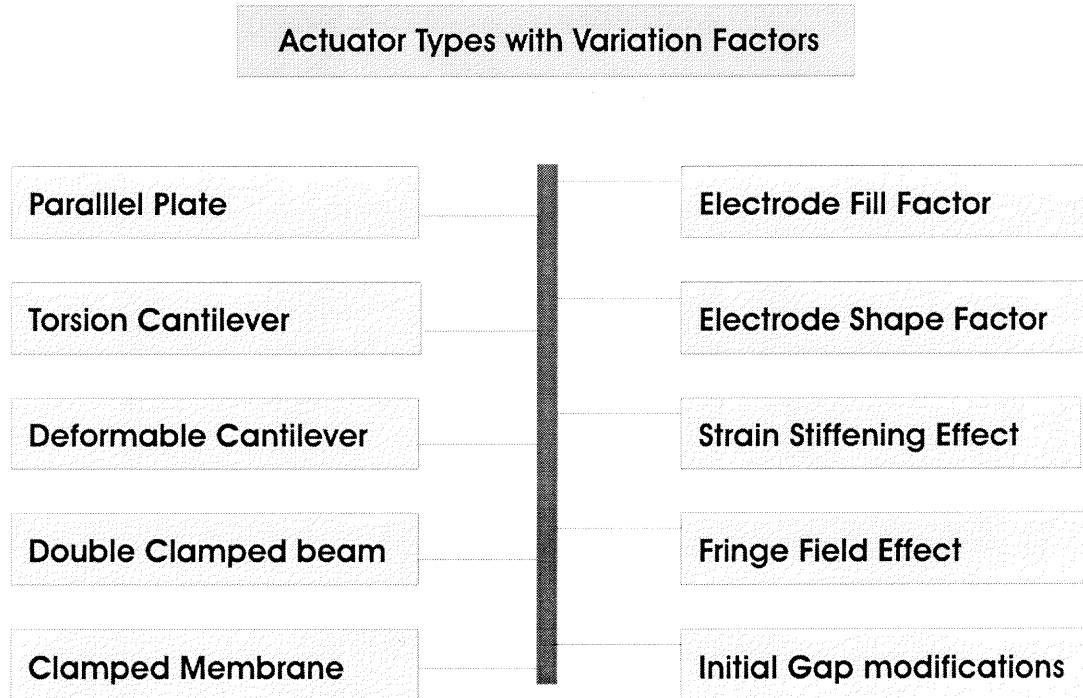 Actuator Types with Variation Factors
Paralllel Plate
Electrode Fill Factor
Torsion Cantilever
Electrode Shape Factor
Deformable Cantilever
Strain Stiffening Effect
Double Clamped beam
Fringe Field Effect
Clamped Membrane
Initial Gap modifications